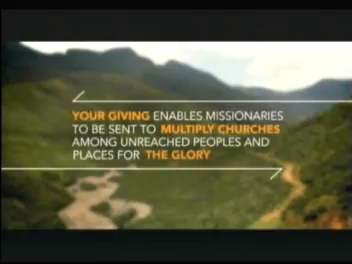 YOUR GIVING ENABLES MISSIONARIES
TO BE SENT TO MULTIPLY CHURCHES
AMONG UNREACHED PEOPLES AND
PLACES FOR THE GLORY